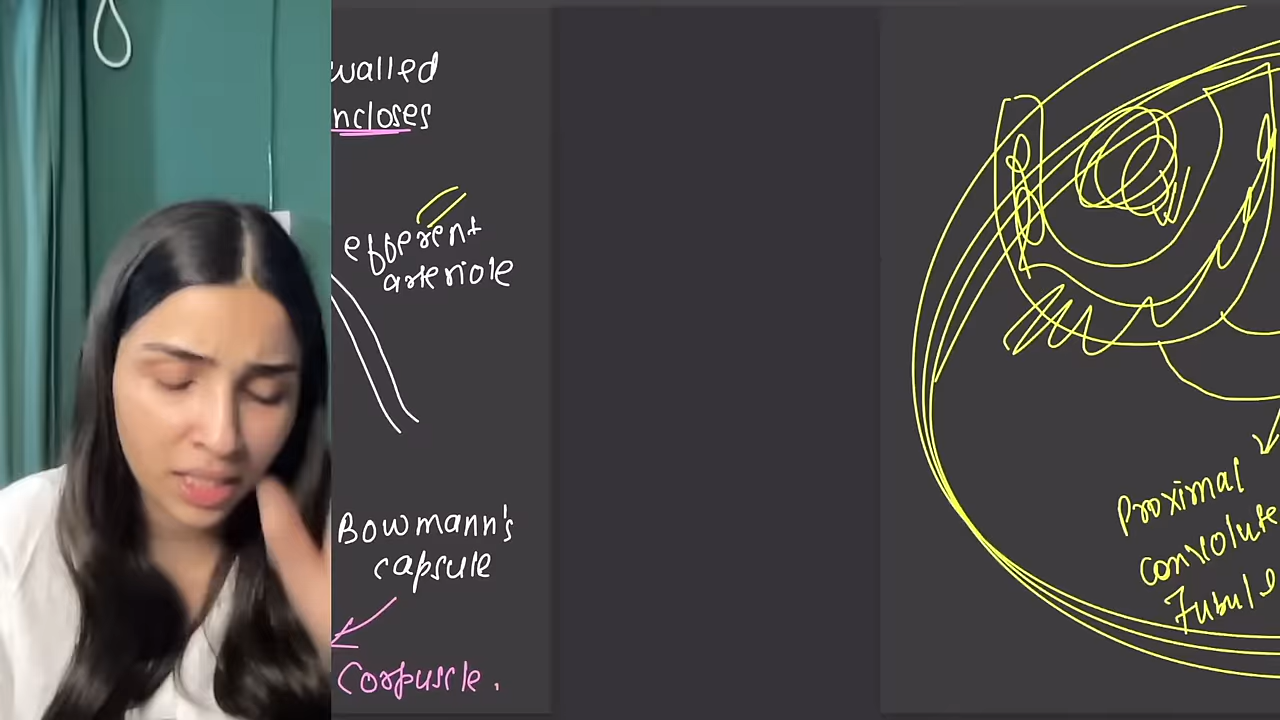 walled
ncloses
efferent
arteriole
Bowmann's
capsule
Corpuscle.
Proximal
convolute
Tubule